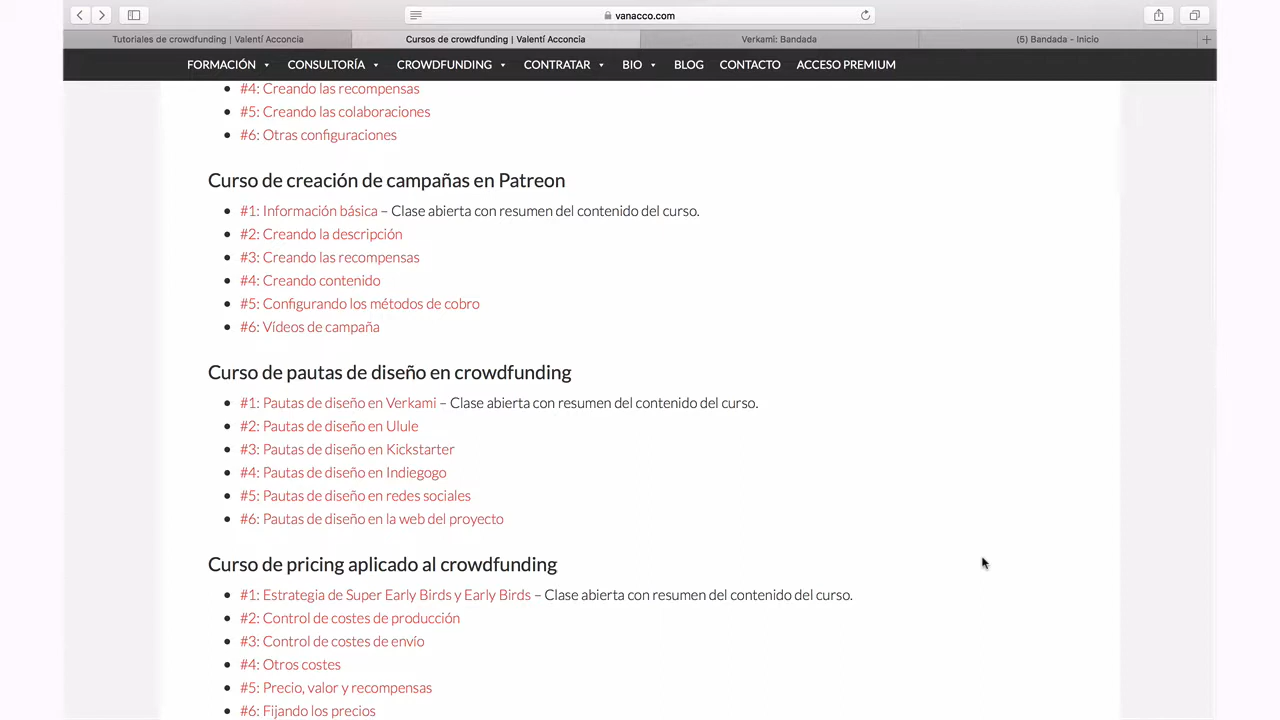 vanacco.com
Tutoriales de crowdfunding | Valentí Acconcia
Cursos de crowdfunding | Valentí Acconcia
Verkami: Bandada
(5) Bandada - Inicio
FORMACIÓN
CONSULTORÍA
CROWDFUNDING
CONTRATAR
BIO
BLOG
CONTACTO
ACCESO PREMIUM
#4: Creando las recompensas
#5: Creando las colaboraciones
#6: Otras configuraciones
Curso de creación de campañas en Patreon
#1: Información básica – Clase abierta con resumen del contenido del curso.
#2: Creando la descripción
#3: Creando las recompensas
#4: Creando contenido
#5: Configurando los métodos de cobro
#6: Vídeos de campaña
Curso de pautas de diseño en crowdfunding
#1: Pautas de diseño en Verkami – Clase abierta con resumen del contenido del curso.
#2: Pautas de diseño en Ulule
#3: Pautas de diseño en Kickstarter
#4: Pautas de diseño en Indiegogo
#5: Pautas de diseño en redes sociales
#6: Pautas de diseño en la web del proyecto
Curso de pricing aplicado al crowdfunding
#1: Estrategia de Super Early Birds y Early Birds – Clase abierta con resumen del contenido del curso.
#2: Control de costes de producción
#3: Control de costes de envío
#4: Otros costes
#5: Precio, valor y recompensas
#6: Fijando los precios